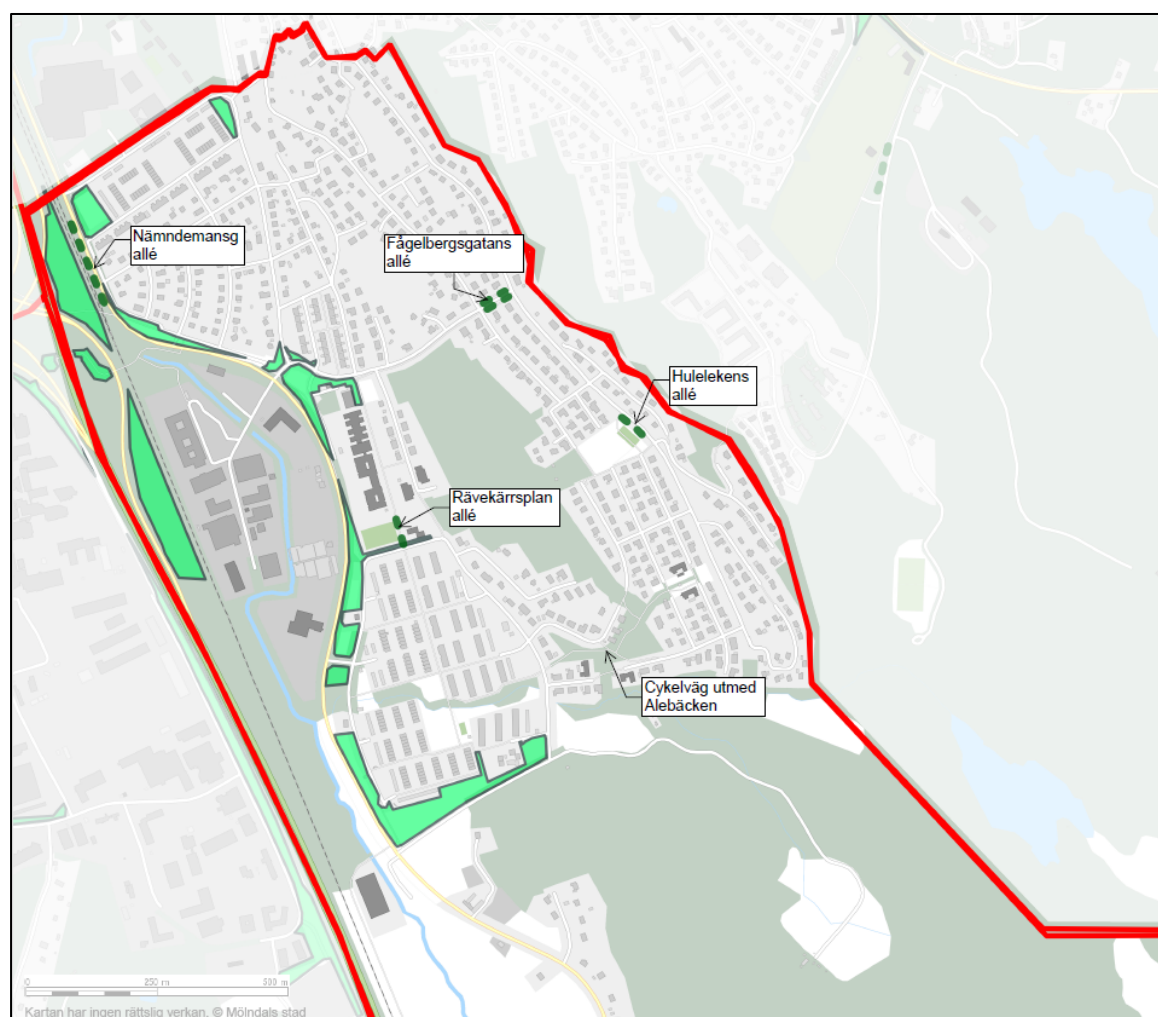 Nämndemansg
allé
Fågelbergsgatans
allé
Hulelekens
allé
Rävekärrsplan
allé
Cykelväg utmed
Alebäcken
0 250 m 500 m
Kartan har ingen rättslig verkan. © Mölndals stad